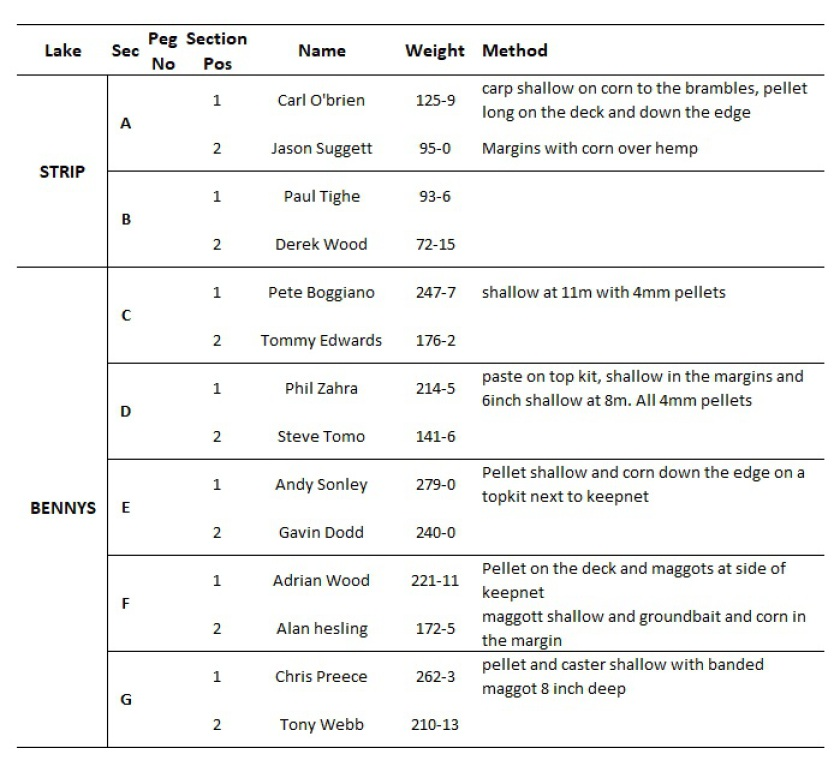 Lake Sec Peg No Section Pos Name Weight Method
STRIP
A
1 Carl O'brien 125-9 carp shallow on corn to the brambles, pellet
long on the deck and down the edge
2 Jason Suggett 95-0 Margins with corn over hemp
B
1 Paul Tighe 93-6
2 Derek Wood 72-15
BENNYS
C
1 Pete Boggiano 247-7 shallow at 11m with 4mm pellets
2 Tommy Edwards 176-2
D
1 Phil Zahra 214-5 paste on top kit, shallow in the margins and
6inch shallow at 8m. All 4mm pellets
2 Steve Tomo 141-6
E
1 Andy Sonley 279-0 Pellet shallow and corn down the edge on a
topkit next to keepnet
2 Gavin Dodd 240-0
F
1 Adrian Wood 221-11 Pellet on the deck and maggots at side of
keepnet
2 Alan hesling 172-5 maggott shallow and groundbait and corn in
the margin
G
1 Chris Preece 262-3 pellet and caster shallow with banded
maggot 8 inch deep
2 Tony Webb 210-13